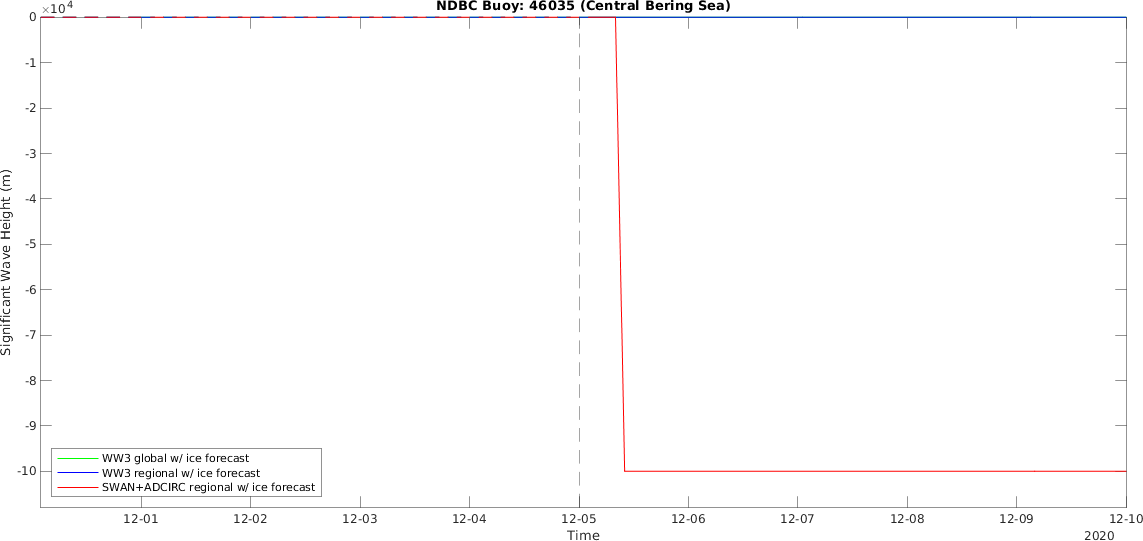 NDBC Buoy: 46035 (Central Bering Sea)
×10^4
0
-1
-2
-3
-4
-5
-6
-7
-8
-9
-10
Significant Wave Height (m)
WW3 global w/ ice forecast
WW3 regional w/ ice forecast
SWAN+ADCIRC regional w/ ice forecast
12-01 12-02 12-03 12-04 12-05 12-06 12-07 12-08 12-09 12-10
Time
2020